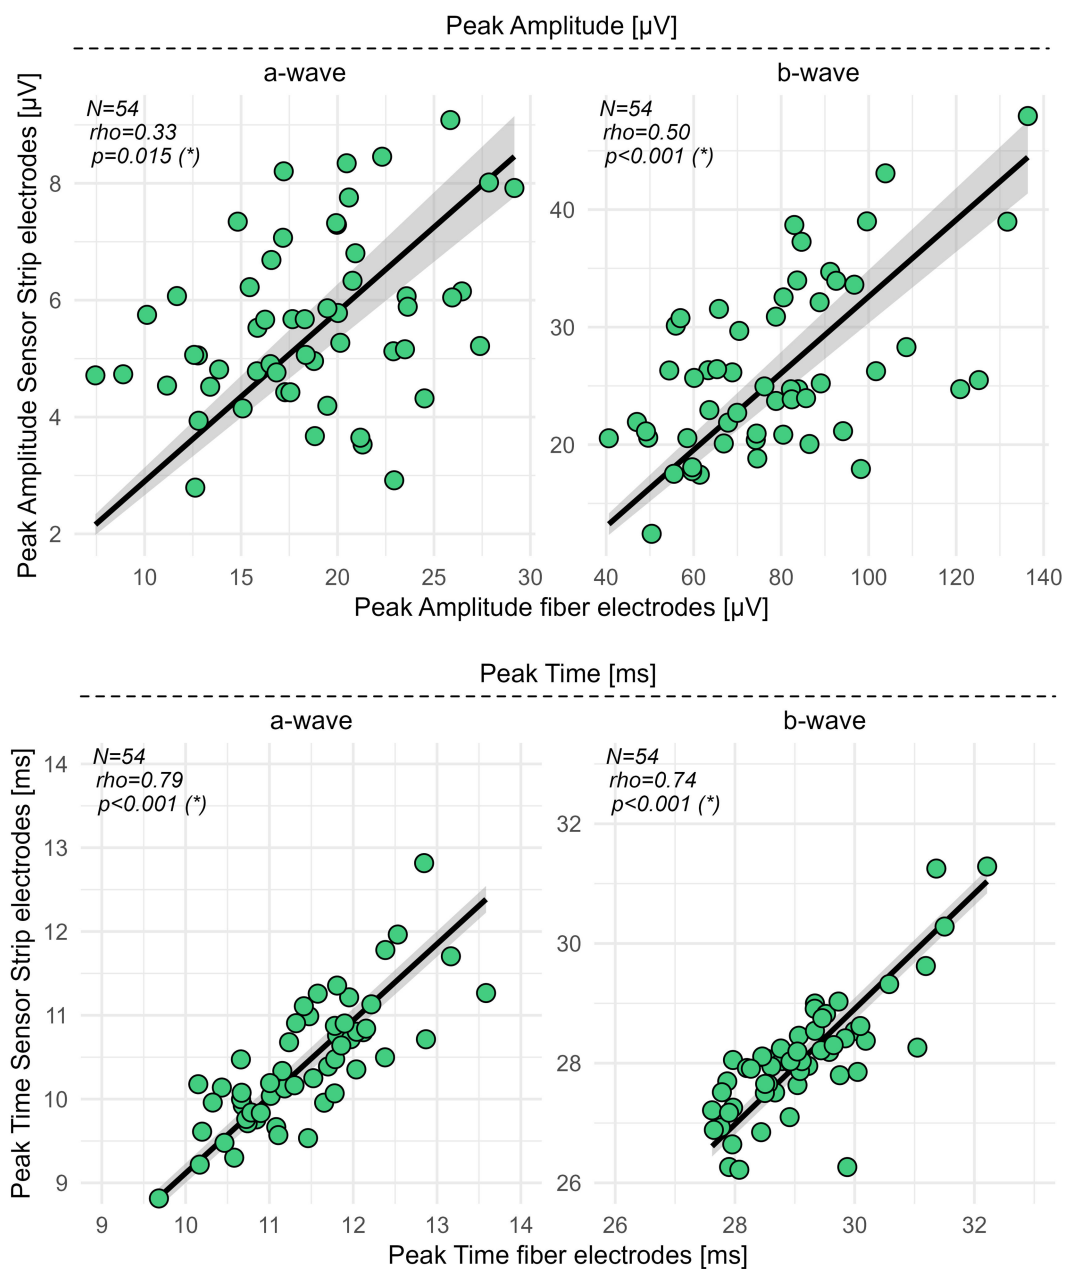 Peak Amplitude [µV]
a-wave
b-wave
N=54
rho=0.33
p=0.015 (*)
N=54
rho=0.50
p<0.001 (*)
Peak Amplitude Sensor Strip electrodes [µV]
8
6
4
2
40
30
20
10 15 20 25 30
40 60 80 100 120 140
Peak Amplitude fiber electrodes [µV]
Peak Time [ms]
a-wave
b-wave
N=54
rho=0.79
p<0.001 (*)
N=54
rho=0.74
p<0.001 (*)
Peak Time Sensor Strip electrodes [ms]
14
13
12
11
10
9
32
30
28
26
9 10 11 12 13 14
26 28 30 32
Peak Time fiber electrodes [ms]